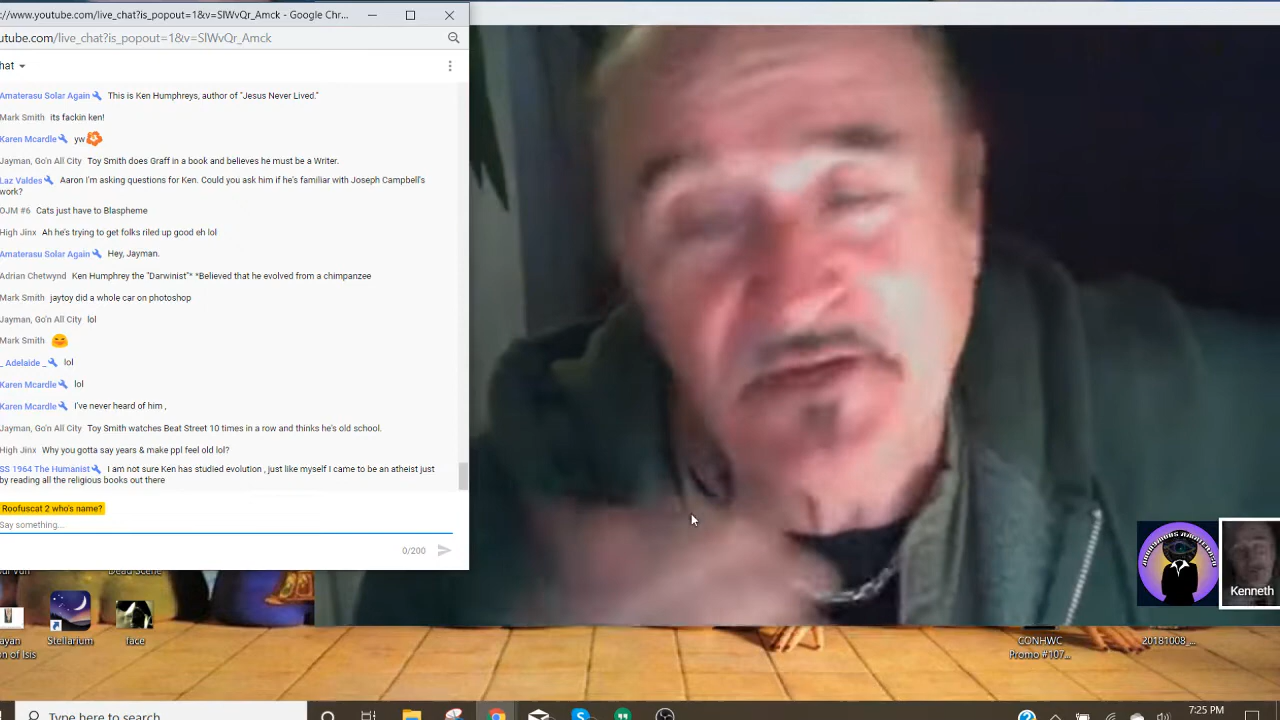 ://www.youtube.com/live_chat?is_popout=1&v=SlWvQr_Amck - Google Chr...
utube.com/live_chat?is_popout=1&v=SlWvQr_Amck
hat
Amaterasu Solar Again This is Ken Humphreys, author of "Jesus Never Lived."
Mark Smith its fackin ken!
Karen Mcardle yw
Jayman, Go'n All City Toy Smith does Graff in a book and believes he must be a Writer.
Laz Valdes Aaron I'm asking questions for Ken. Could you ask him if he's familiar with Joseph Campbell's
work?
OJM #6 Cats just have to Blaspheme
High Jinx Ah he's trying to get folks riled up good eh lol
Amaterasu Solar Again Hey, Jayman.
Adrian Chetwynd Ken Humphrey the "Darwinist"* *Believed that he evolved from a chimpanzee
Mark Smith jaytoy did a whole car on photoshop
Jayman, Go'n All City lol
Mark Smith
_ Adelaide _ lol
Karen Mcardle lol
Karen Mcardle I've never heard of him ,
Jayman, Go'n All City Toy Smith watches Beat Street 10 times in a row and thinks he's old school.
High Jinx Why you gotta say years & make ppl feel old lol?
SS 1964 The Humanist I am not sure Ken has studied evolution , just like myself I came to be an atheist just
by reading all the religious books out there
Roofuscat 2 who's name?
Say something...
0/200
Kenneth
Dead Scene
ayan
on of Isis
Stellarium
face
CONHWC
Promo #107...
20181008_...
Type here to search
7:25 PM